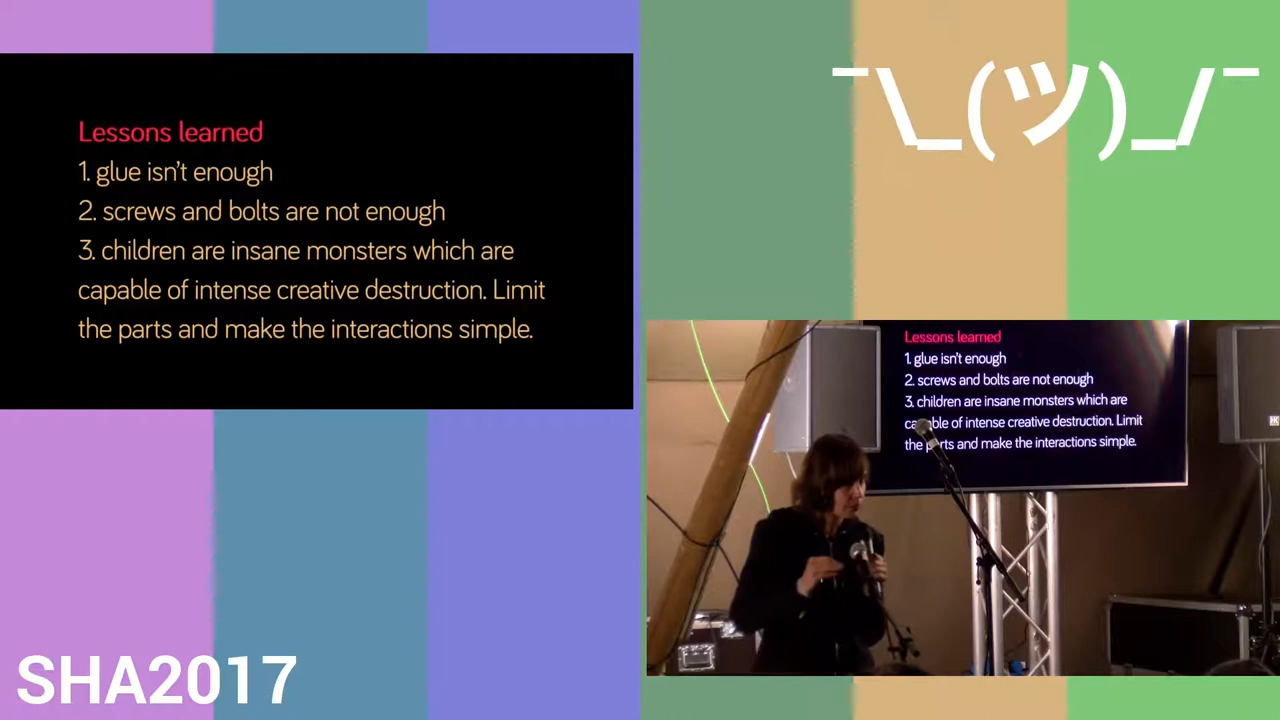 Lessons learned
1. glue isn't enough
2. screws and bolts are not enough
3. children are insane monsters which are
capable of intense creative destruction. Limit
the parts and make the interactions simple.
¯\_(ツ)_/¯
Lessons learned
1. glue isn't enough
2. screws and bolts are not enough
3. children are insane monsters which are
capable of intense creative destruction. Limit
the parts and make the interactions simple.
SHA2017